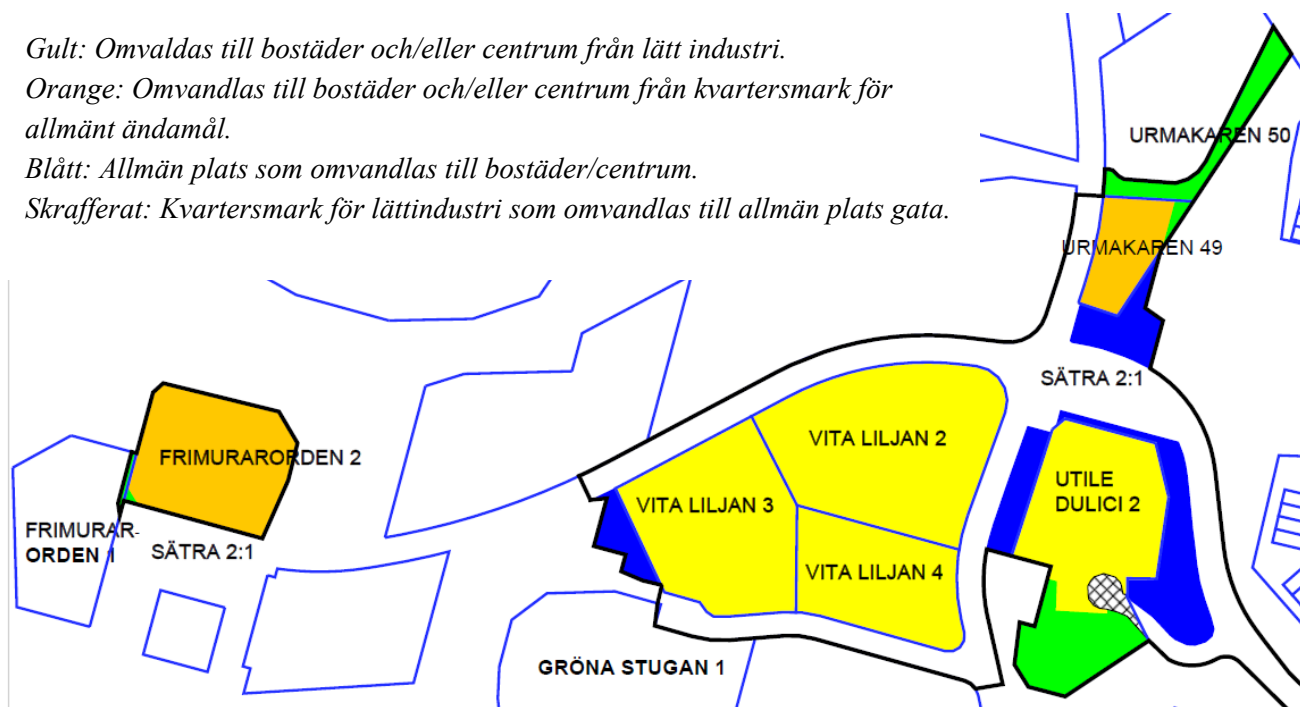 Gult: Omvaldas till bostäder och/eller centrum från lätt industri.
Orange: Omvandlas till bostäder och/eller centrum från kvartersmark för
allmänt ändamål.
Blått: Allmän plats som omvandlas till bostäder/centrum.
Skrafferat: Kvartersmark för lättindustri som omvandlas till allmän plats gata.
URMAKAREN 50
URMAKAREN 49
SÄTRA 2:1
FRIMURARORDEN 2
VITA LILJAN 2
VITA LILJAN 3
UTILE
DULICI 2
FRIMURAR-
ORDEN 1
SÄTRA 2:1
VITA LILJAN 4
GRÖNA STUGAN 1